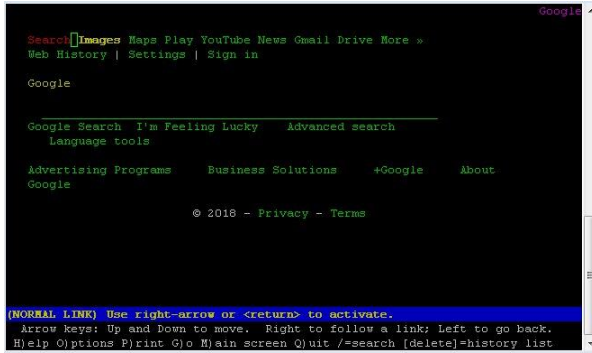 Google
Search Images Maps Play YouTube News Gmail Drive More »
Web History | Settings | Sign in
Google
Google Search I'm Feeling Lucky Advanced search
Language tools
Advertising Programs Business Solutions +Google About
Google
© 2018 - Privacy - Terms
(NORMAL LINK) Use right-arrow or <return> to activate.
Arrow keys: Up and Down to move. Right to follow a link; Left to go back.
H)elp O)ptions P)rint G)o M)ain screen Q)uit /=search [delete]=history list